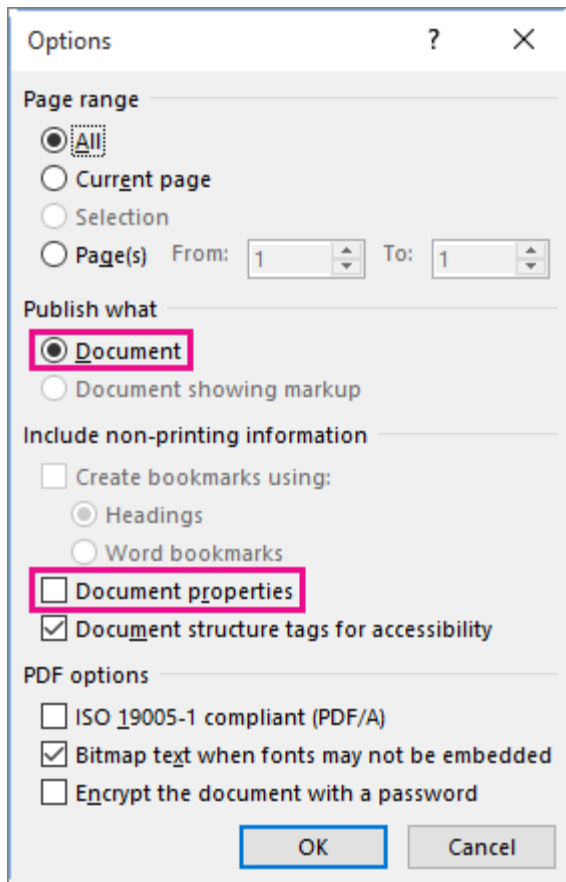 Options ?
Page range
All
Current page
Selection
Page(s) From: 1 To: 1
Publish what
Document
Document showing markup
Include non-printing information
Create bookmarks using:
Headings
Word bookmarks
Document properties
Document structure tags for accessibility
PDF options
ISO 19005-1 compliant (PDF/A)
Bitmap text when fonts may not be embedded
Encrypt the document with a password
OK Cancel